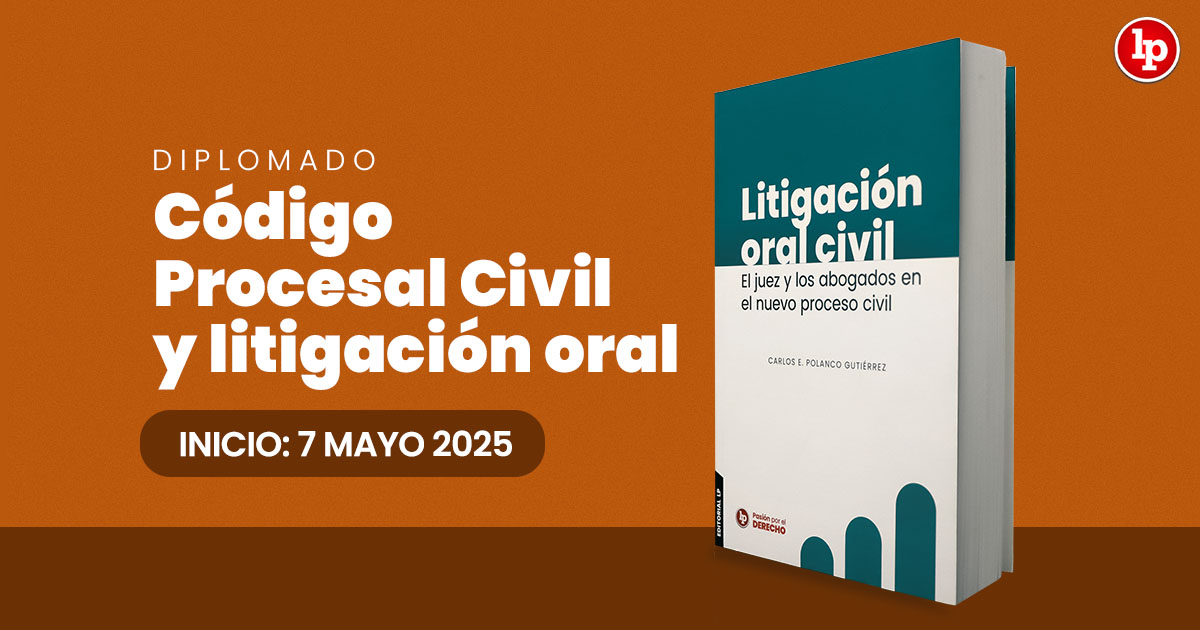 DIPLOMADO
Código
Procesal Civil
y litigación oral
INICIO: 7 MAYO 2025
lp
Litigación
oral civil
El juez y los abogados en
el nuevo proceso civil
CARLOS E. POLANCO GUTIÉRREZ
EDITORIAL LP
lp
Pasión por el
DERECHO